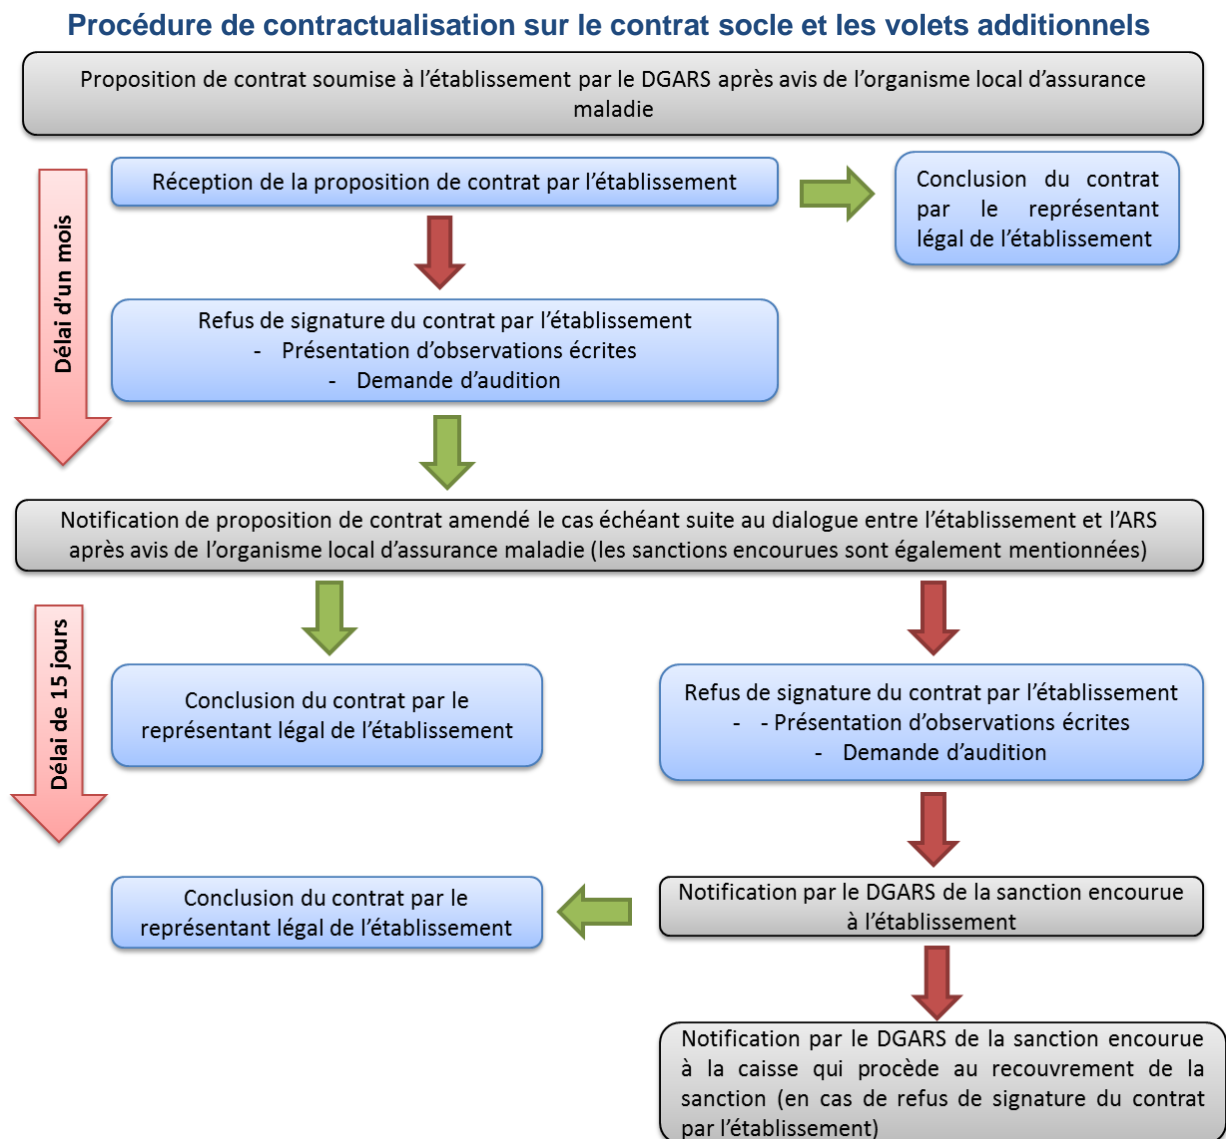 Procédure de contractualisation sur le contrat socle et les volets additionnels
Proposition de contrat soumise à l’établissement par le DGARS après avis de l’organisme local d’assurance
maladie
Délai d’un mois
Réception de la proposition de contrat par l’établissement
Conclusion du contrat
par le représentant
légal de l’établissement
Refus de signature du contrat par l’établissement
- Présentation d’observations écrites
- Demande d’audition
Notification de proposition de contrat amendé le cas échéant suite au dialogue entre l’établissement et l’ARS
après avis de l’organisme local d’assurance maladie (les sanctions encourues sont également mentionnées)
Délai de 15 jours
Conclusion du contrat par le
représentant légal de l’établissement
Refus de signature du contrat par l’établissement
- - Présentation d’observations écrites
- Demande d’audition
Conclusion du contrat par le
représentant légal de l’établissement
Notification par le DGARS de la sanction encourue
à l’établissement
Notification par le DGARS de la sanction encourue
à la caisse qui procède au recouvrement de la
sanction (en cas de refus de signature du contrat
par l’établissement)